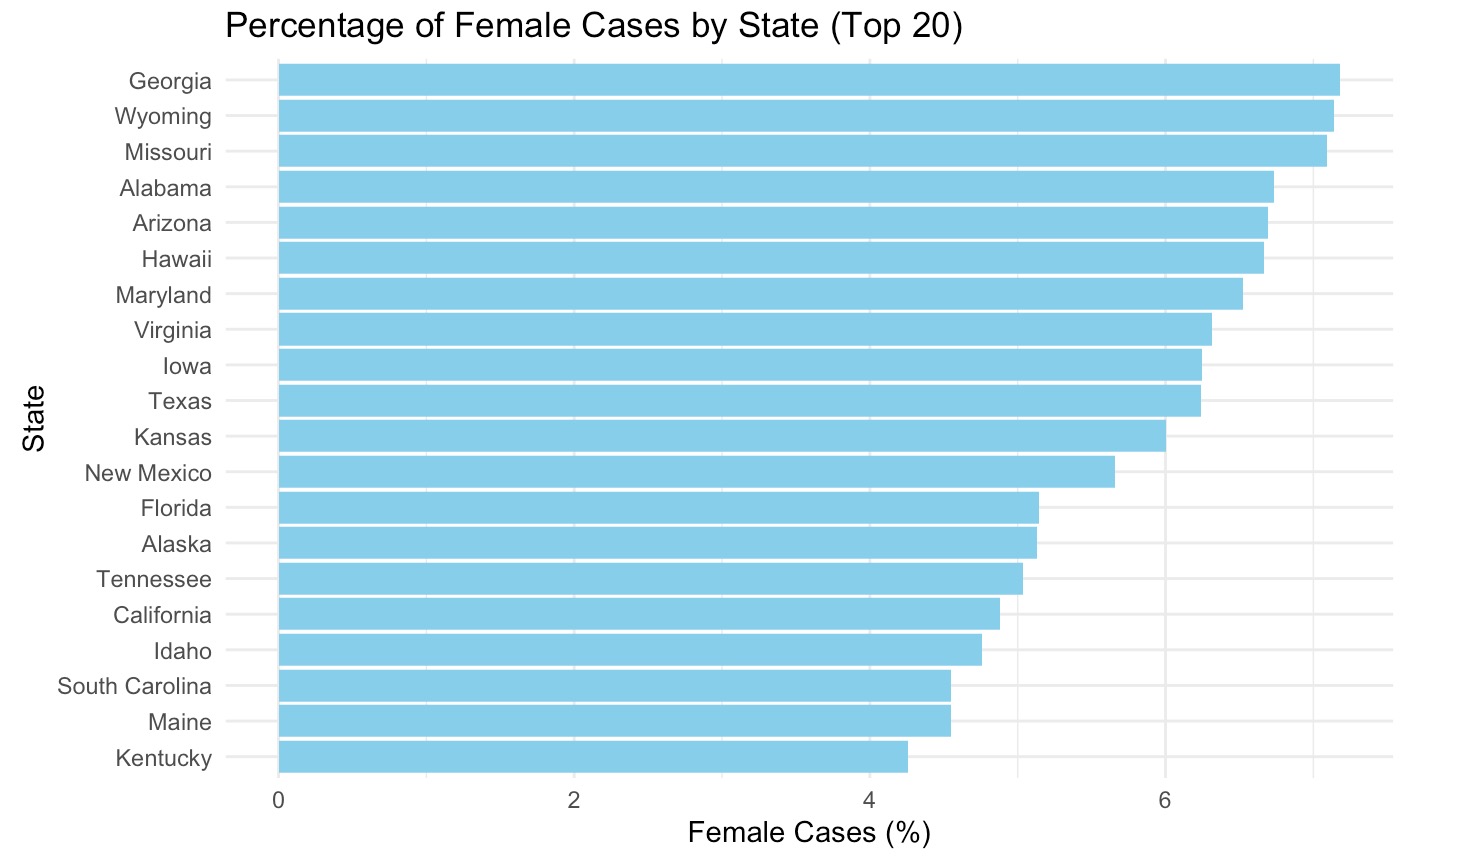 Percentage of Female Cases by State (Top 20)
Georgia
Wyoming
Missouri
Alabama
Arizona
Hawaii
Maryland
Virginia
Iowa
Texas
Kansas
New Mexico
Florida
Alaska
Tennessee
California
Idaho
South Carolina
Maine
Kentucky
State
0 2 4 6
Female Cases (%)